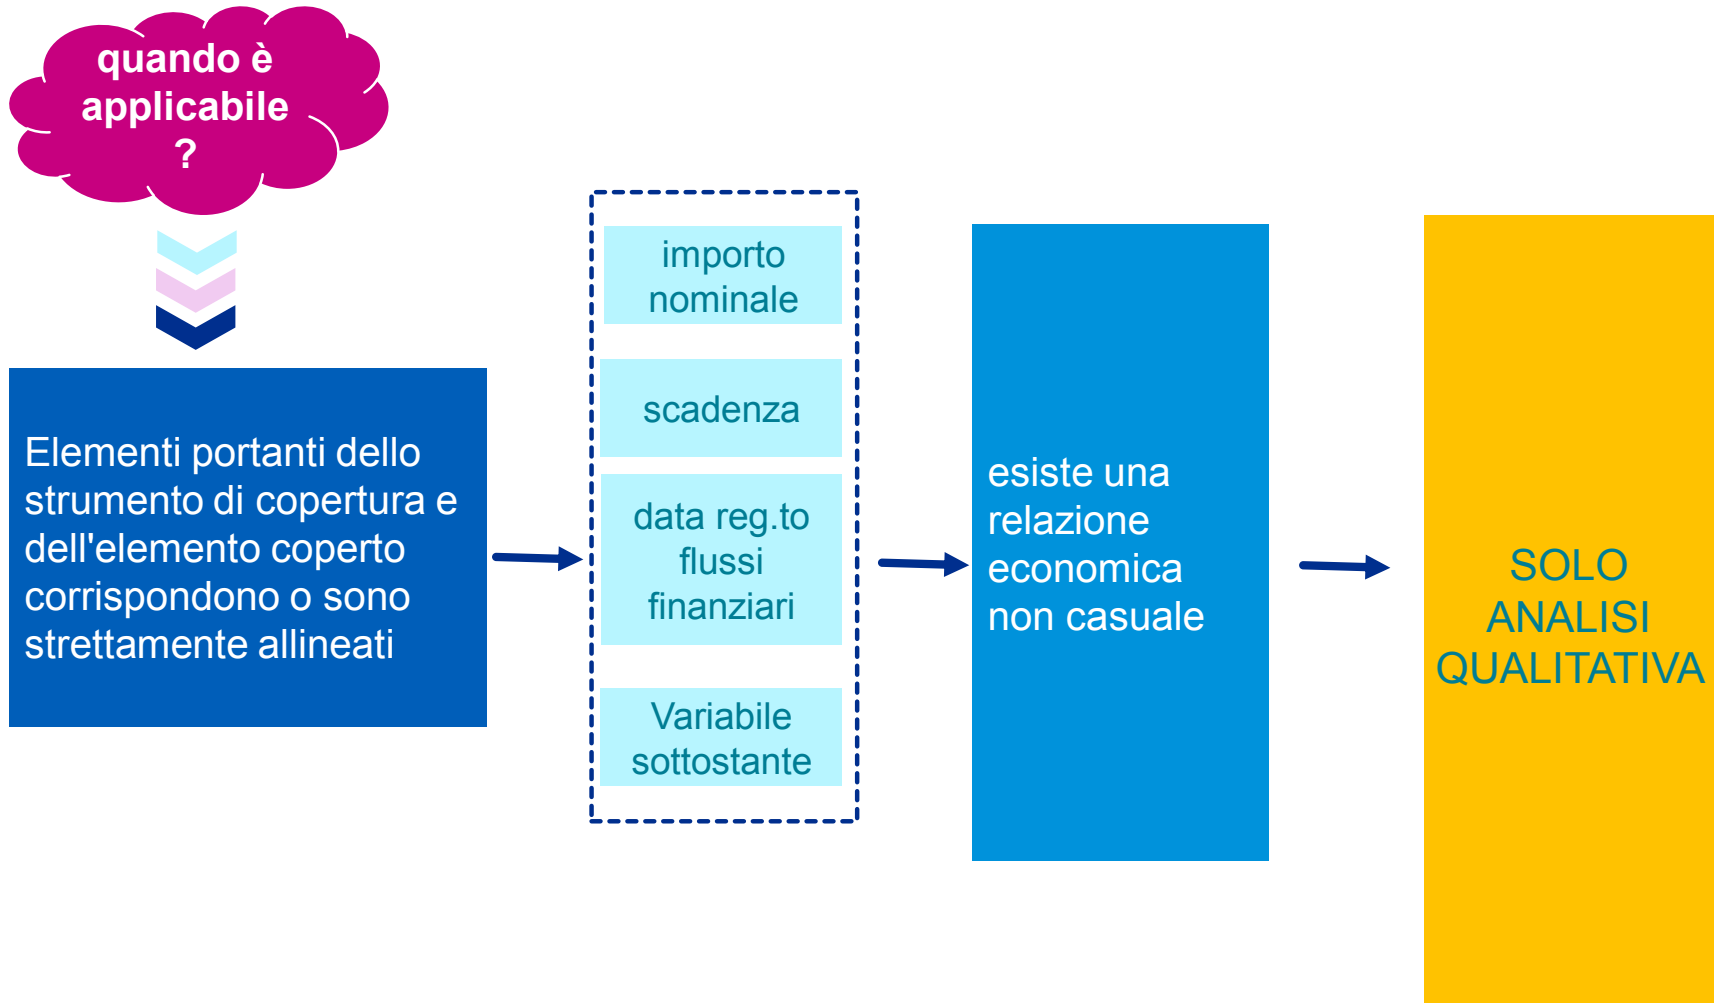 quando è
applicabile
?
Elementi portanti dello
strumento di copertura e
dell'elemento coperto
corrispondono o sono
strettamente allineati
importo
nominale
scadenza
data reg.to
flussi
finanziari
Variabile
sottostante
esiste una
relazione
economica
non casuale
SOLO
ANALISI
QUALITATIVA